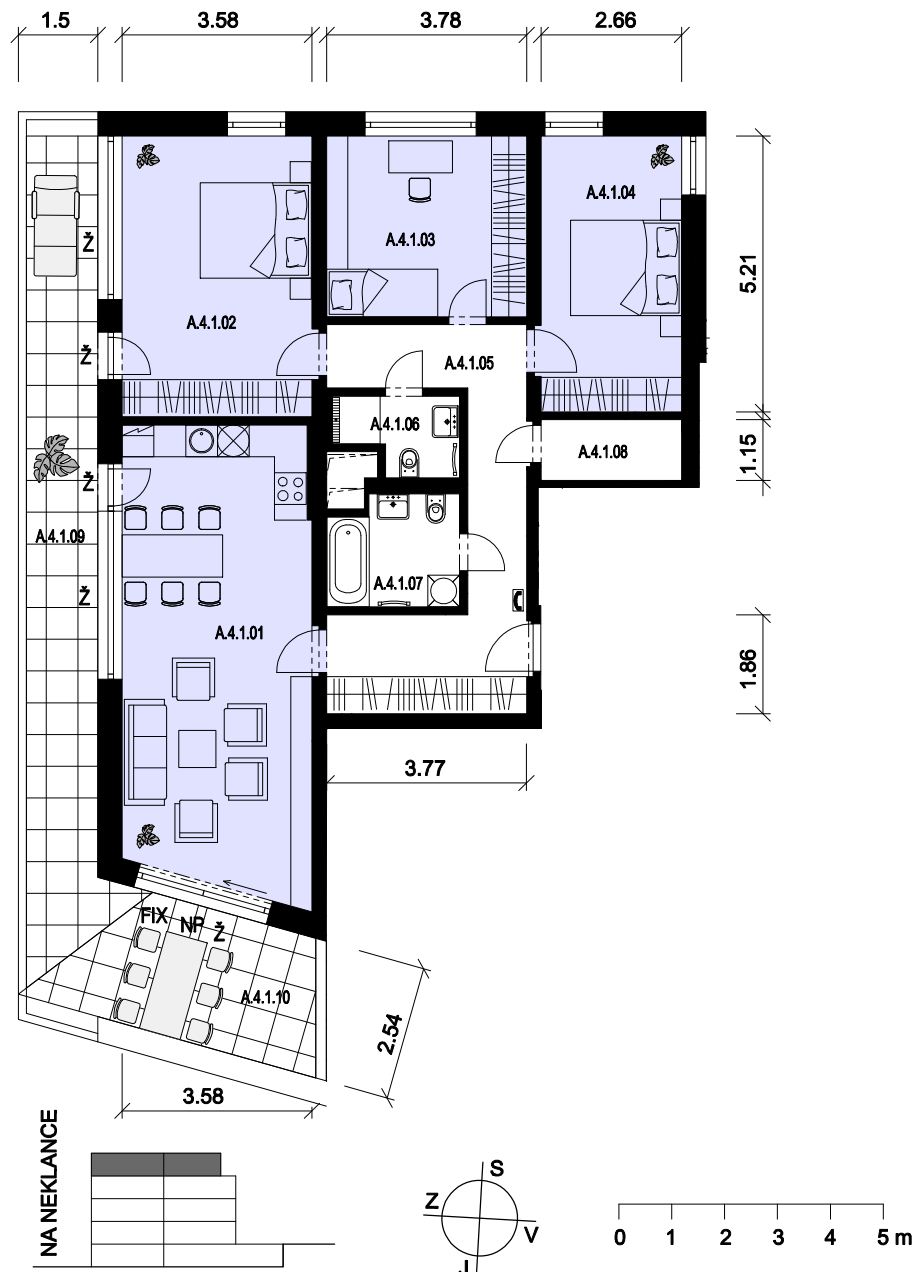 1.5
3.58
3.78
2.66
A.4.1.04
A.4.1.03
Ž
5.21
A.4.1.02
Ž
A.4.1.05
A.4.1.06
A.4.1.08
1.15
Ž
A.4.1.09
A.4.1.07
Ž
A.4.1.01
1.86
3.77
FIX
NP
Ž
A.4.1.10
2.54
3.58
NA NEKLANCE
S
Z
V
J
0 1 2 3 4 5 m